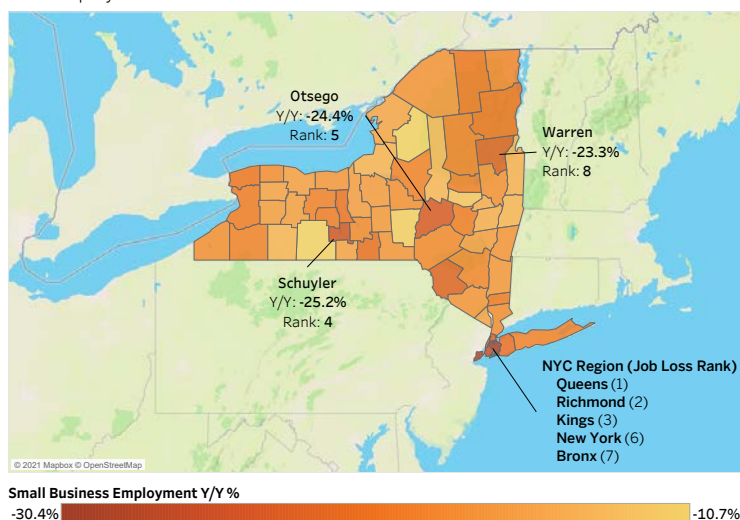 Otsego
Y/Y: -24.4%
Rank: 5
Warren
Y/Y: -23.3%
Rank: 8
Schuyler
Y/Y: -25.2%
Rank: 4
NYC Region (Job Loss Rank)
Queens (1)
Richmond (2)
Kings (3)
New York (6)
Bronx (7)
© 2021 Mapbox © OpenStreetMap
Small Business Employment Y/Y %
-30.4%
-10.7%